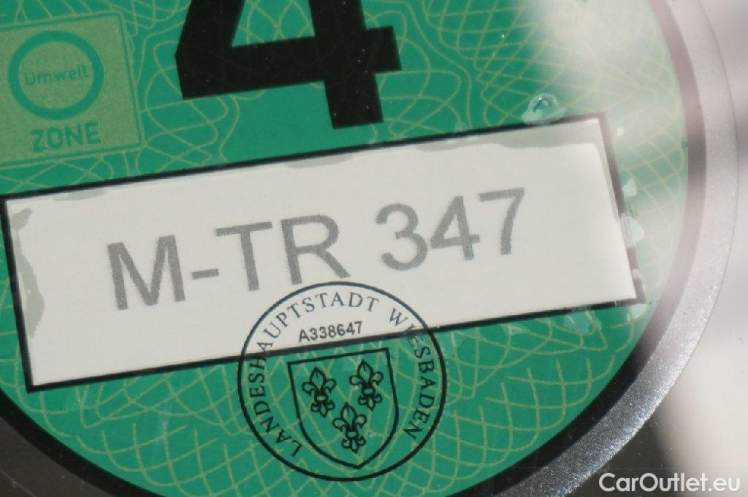 4
Umwelt
ZONE
M-TR 347
LANDESHAUPTSTADT WIESBADEN
A338647
CarOutlet.eu